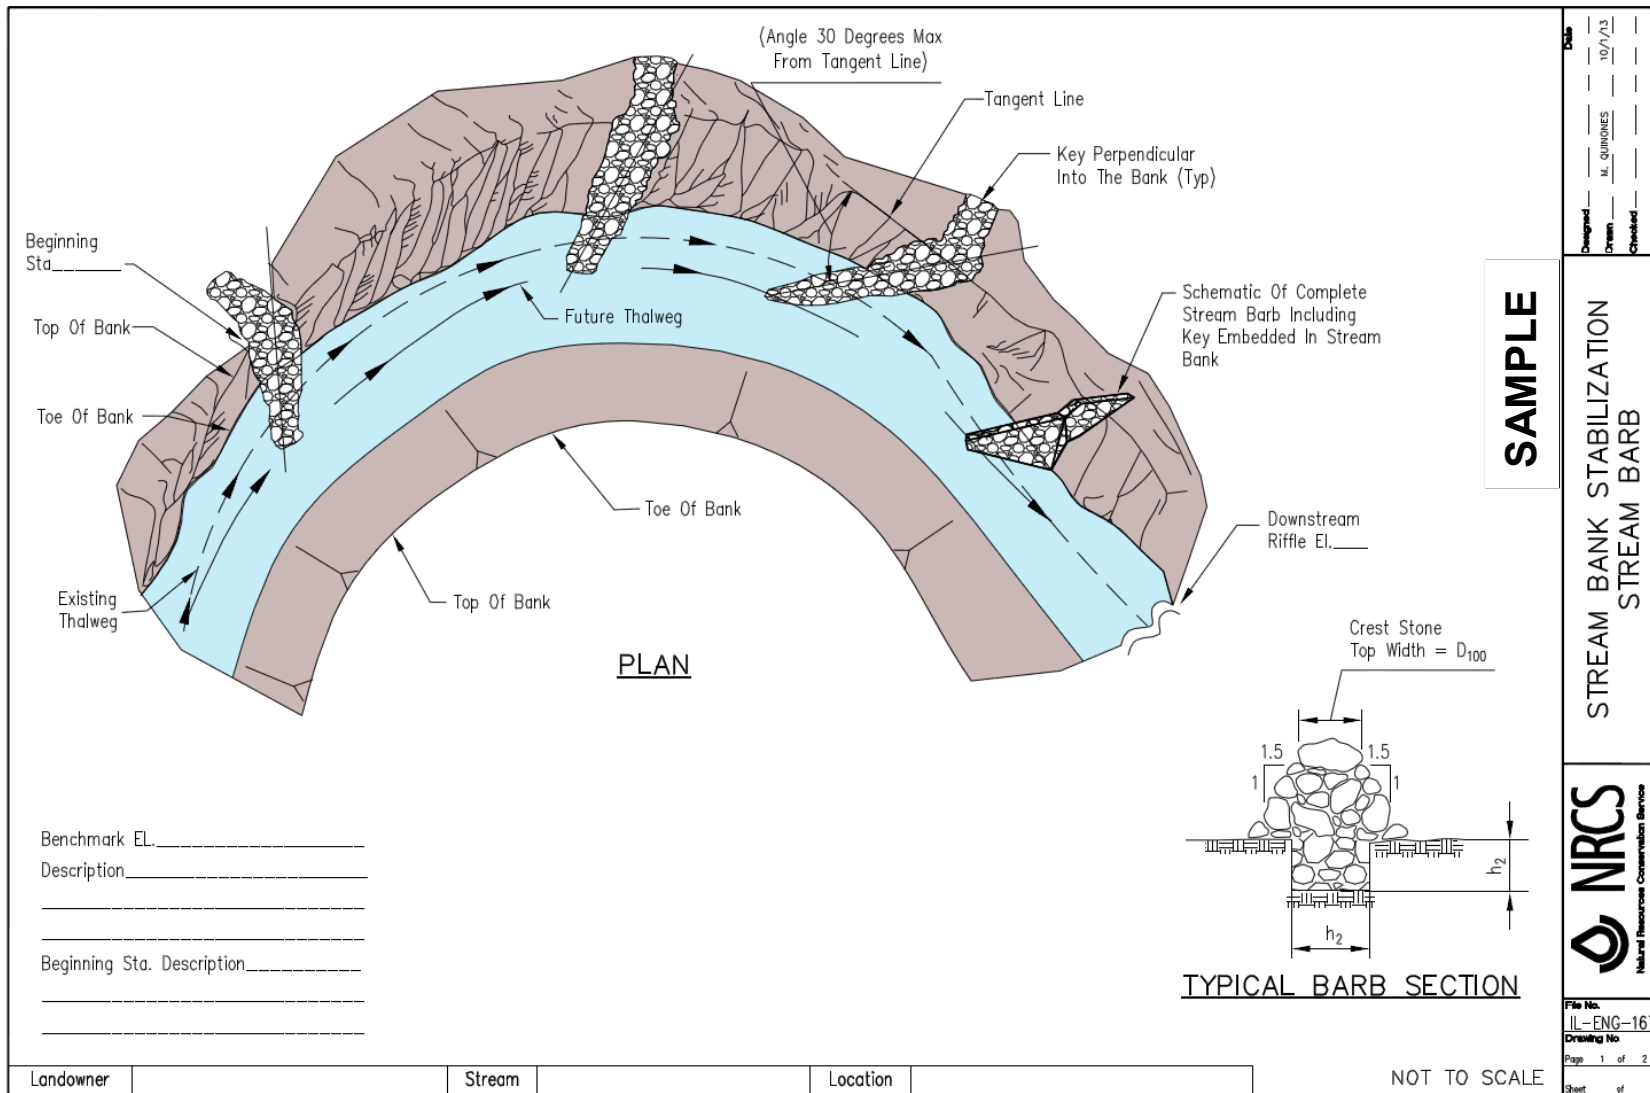 (Angle 30 Degrees Max
From Tangent Line)
Tangent Line
Key Perpendicular
Into The Bank (Typ)
Beginning
Sta______
Top Of Bank
Toe Of Bank
Future Thalweg
Schematic Of Complete
Stream Barb Including
Key Embedded In Stream
Bank
Toe Of Bank
Top Of Bank
Existing
Thalweg
Downstream
Riffle El.____
PLAN
Crest Stone
Top Width = D100
1.5
1
1.5
1
h2
h2
TYPICAL BARB SECTION
Benchmark El.____________________
Description_______________________
Beginning Sta. Description___________
Landowner
Stream
Location
NOT TO SCALE
SAMPLE
Date
Designed
Drawn M. QUINONES 10/1/13
Checked
STREAM BANK STABILIZATION
STREAM BARB
NRCS
Natural Resources Conservation Service
File No.
IL-ENG-16
Drawing No.
Page 1 of 2
Sheet of